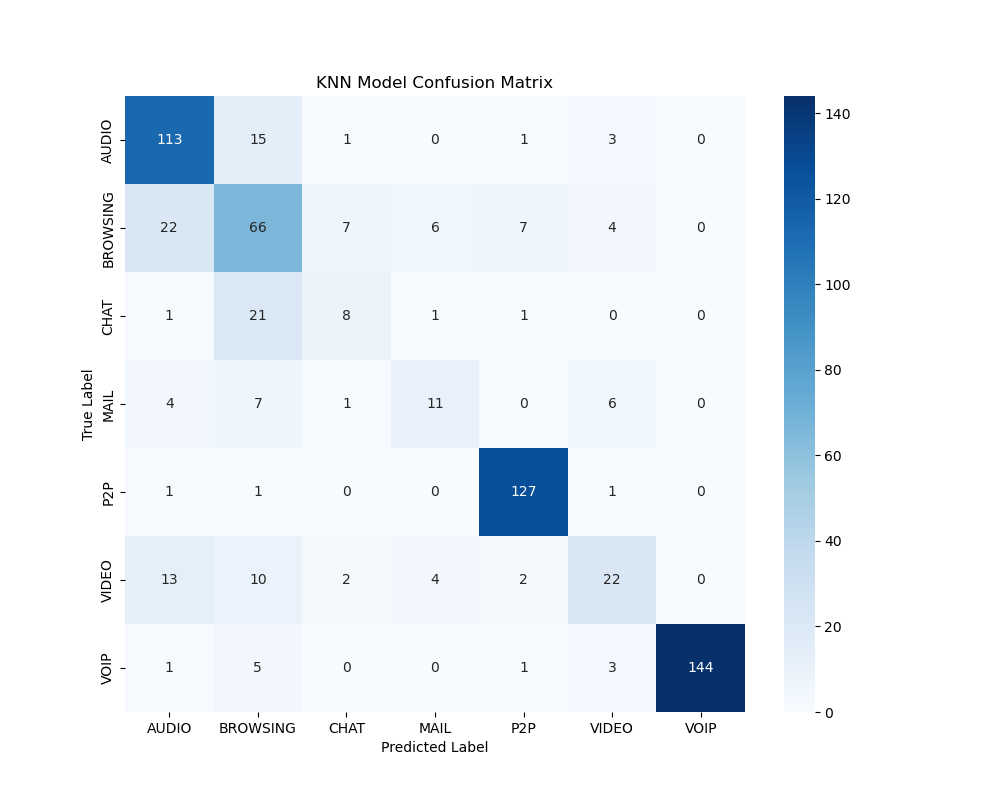 KNN Model Confusion Matrix
AUDIO 113 15 1 0 1 3 0
BROWSING 22 66 7 6 7 4 0
CHAT 1 21 8 1 1 0 0
MAIL 4 7 1 11 0 6 0
P2P 1 1 0 0 127 1 0
VIDEO 13 10 2 4 2 22 0
VOIP 1 5 0 0 1 3 144
True Label
AUDIO BROWSING CHAT MAIL P2P VIDEO VOIP
Predicted Label
140
120
100
80
60
40
20
0